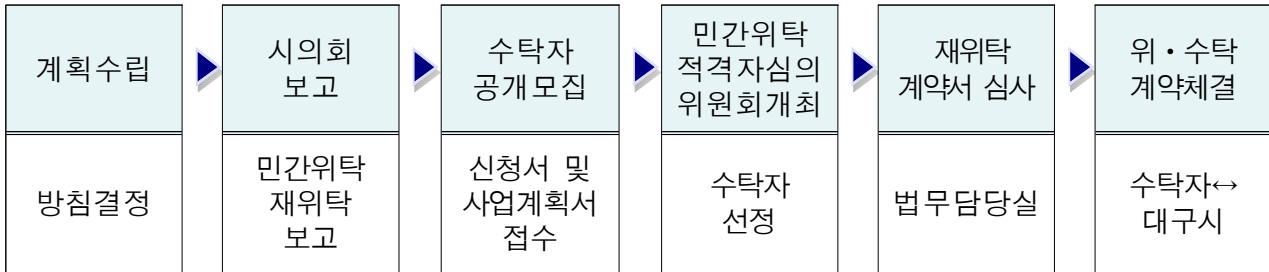 계획수립
시의회
보고
수탁자
공개모집
민간위탁
적격자심의
위원회개최
재위탁
계약서 심사
위·수탁
계약체결
방침결정
민간위탁
재위탁
보고
신청서 및
사업계획서
접수
수탁자
선정
법무담당실
수탁자↔
대구시